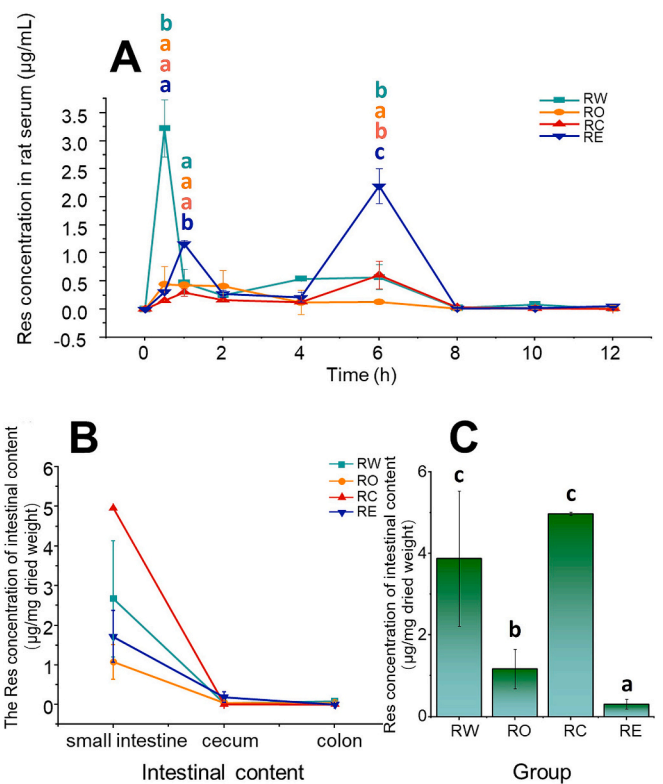 A
b
a
a
a
a
a
a
b
b
a
b
c
RW
RO
RC
RE
Res concentration in rat serum (µg/mL)
3.5
3.0
2.5
2.0
1.5
1.0
0.5
0.0
-0.5
0
2
4
6
8
10
12
Time (h)
B
RW
RO
RC
RE
The Res concentration of intestinal content
(µg/mg dried weight)
6
5
4
3
2
1
0
small intestine
cecum
colon
Intestinal content
C
Res concentration of intestinal content
(µg/mg dried weight)
6
4
2
0
c
b
c
a
RW
RO
RC
RE
Group